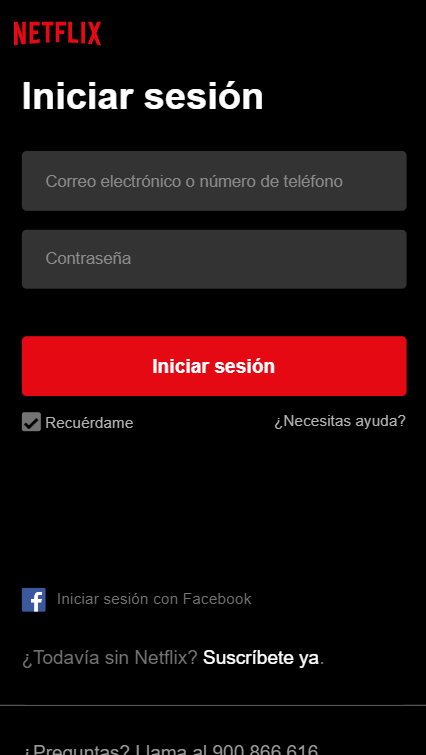 NETFLIX
Iniciar sesión
Correo electrónico o número de teléfono
Contraseña
Iniciar sesión
Recuérdame
¿Necesitas ayuda?
Iniciar sesión con Facebook
¿Todavía sin Netflix? Suscríbete ya.
¿Preguntas? Llama al 900 866 616